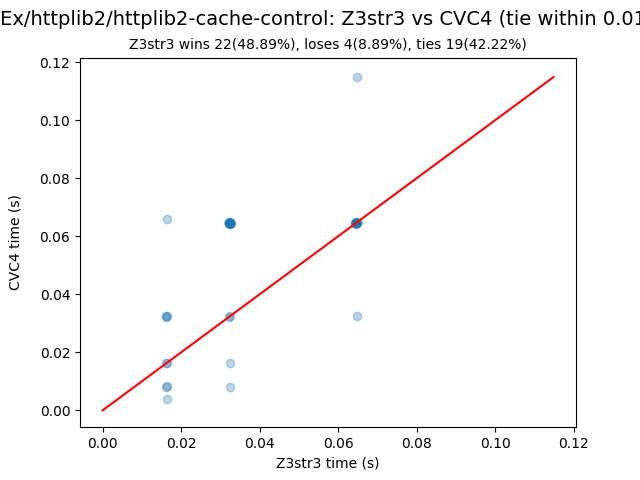 Ex/httplib2/httplib2-cache-control: Z3str3 vs CVC4 (tie within 0.01
Z3str3 wins 22(48.89%), loses 4(8.89%), ties 19(42.22%)
0.12
0.10
0.08
0.06
0.04
0.02
0.00
CVC4 time (s)
0.00 0.02 0.04 0.06 0.08 0.10 0.12
Z3str3 time (s)